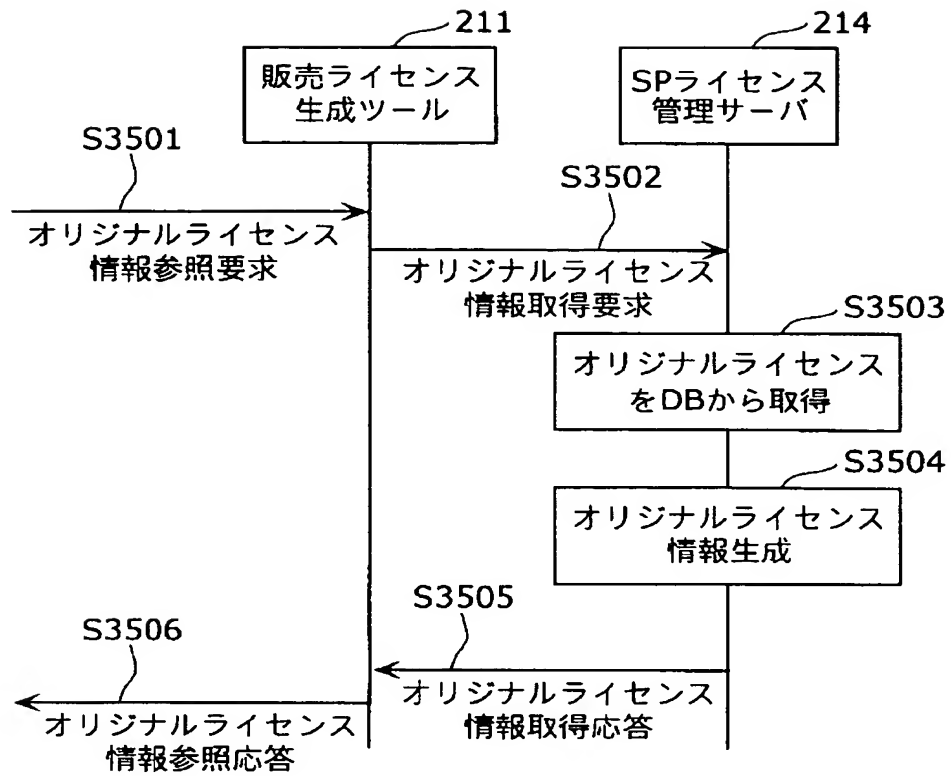 211
214
販売ライセンス
生成ツール
SPライセンス
管理サーバ
S3501
オリジナルライセンス
情報参照要求
S3502
オリジナルライセンス
情報取得要求
S3503
オリジナルライセンス
をDBから取得
S3504
オリジナルライセンス
情報生成
S3505
オリジナルライセンス
情報取得応答
S3506
オリジナルライセンス
情報参照応答